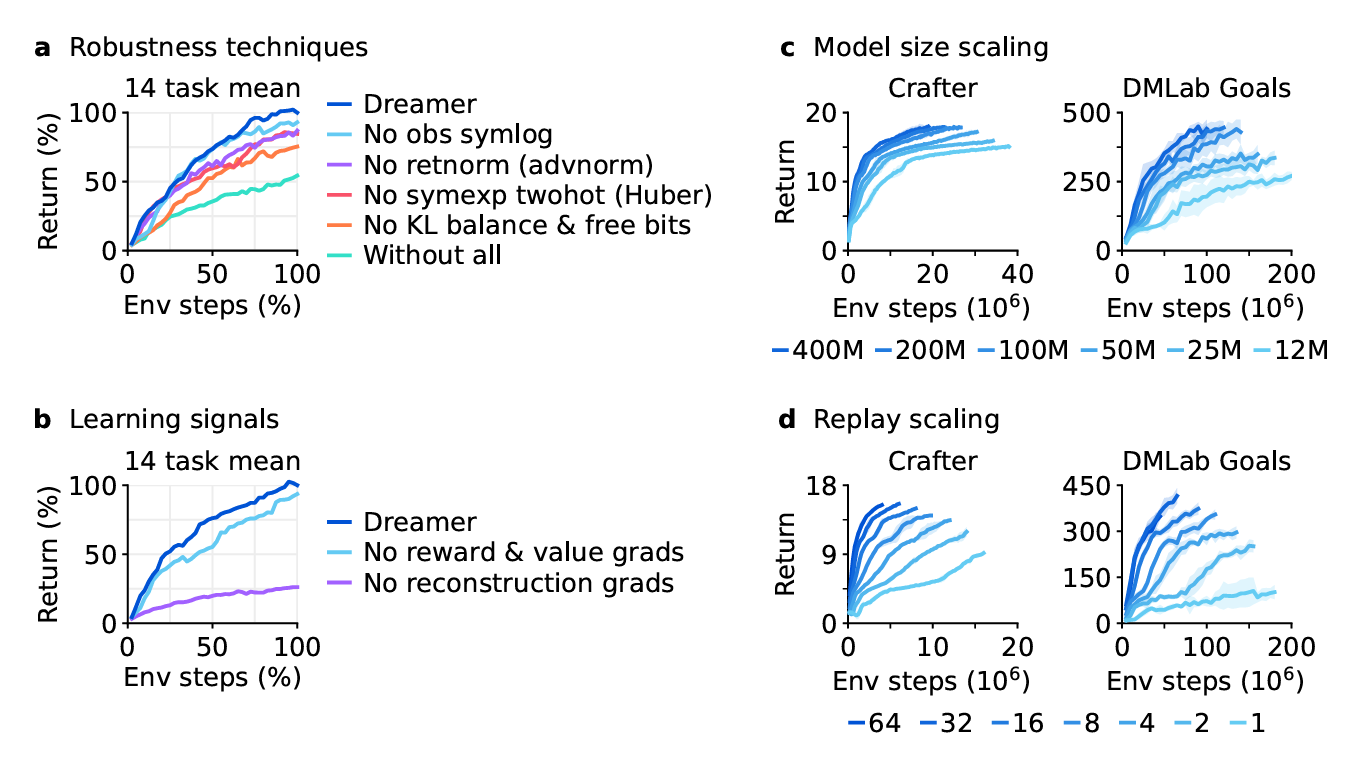 a Robustness techniques
14 task mean
Return (%)
100
50
0
0 50 100
Env steps (%)
Dreamer
No obs symlog
No retnorm (advnorm)
No symexp twohot (Huber)
No KL balance & free bits
Without all
b Learning signals
14 task mean
Return (%)
100
50
0
0 50 100
Env steps (%)
Dreamer
No reward & value grads
No reconstruction grads
c Model size scaling
Crafter
Return
20
10
0
0 20 40
Env steps (10⁶)
DMLab Goals
500
250
0
0 100 200
Env steps (10⁶)
400M 200M 100M 50M 25M 12M
d Replay scaling
Crafter
Return
18
9
0
0 10 20
Env steps (10⁶)
DMLab Goals
450
300
150
0
0 100 200
Env steps (10⁶)
64 32 16 8 4 2 1